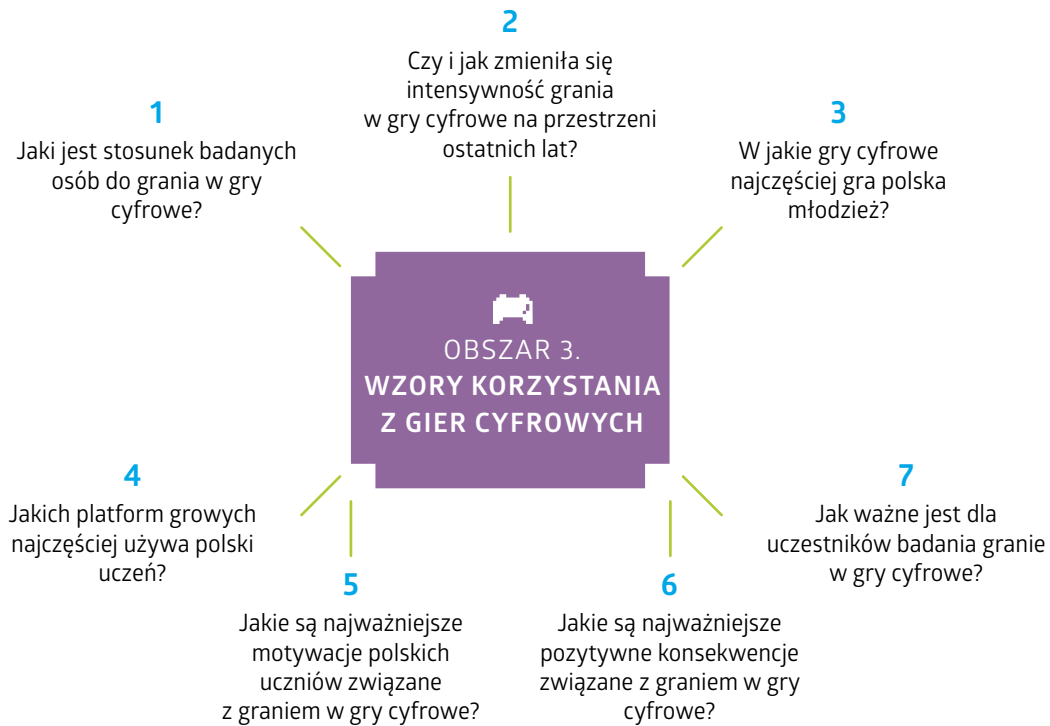 2
Czy i jak zmieniła się
intensywność grania
w gry cyfrowe na przestrzeni
ostatnich lat?
1
Jaki jest stosunek badanych
osób do grania w gry
cyfrowe?
3
W jakie gry cyfrowe
najczęściej gra polska
młodzież?
OBSZAR 3.
WZORY KORZYSTANIA
Z GIER CYFROWYCH
4
Jakich platform growych
najczęściej używa polski
uczeń?
5
Jakie są najważniejsze
motywacje polskich
uczniów związane
z graniem w gry cyfrowe?
6
Jakie są najważniejsze
pozytywne konsekwencje
związane z graniem w gry
cyfrowe?
7
Jak ważne jest dla
uczestników badania granie
w gry cyfrowe?